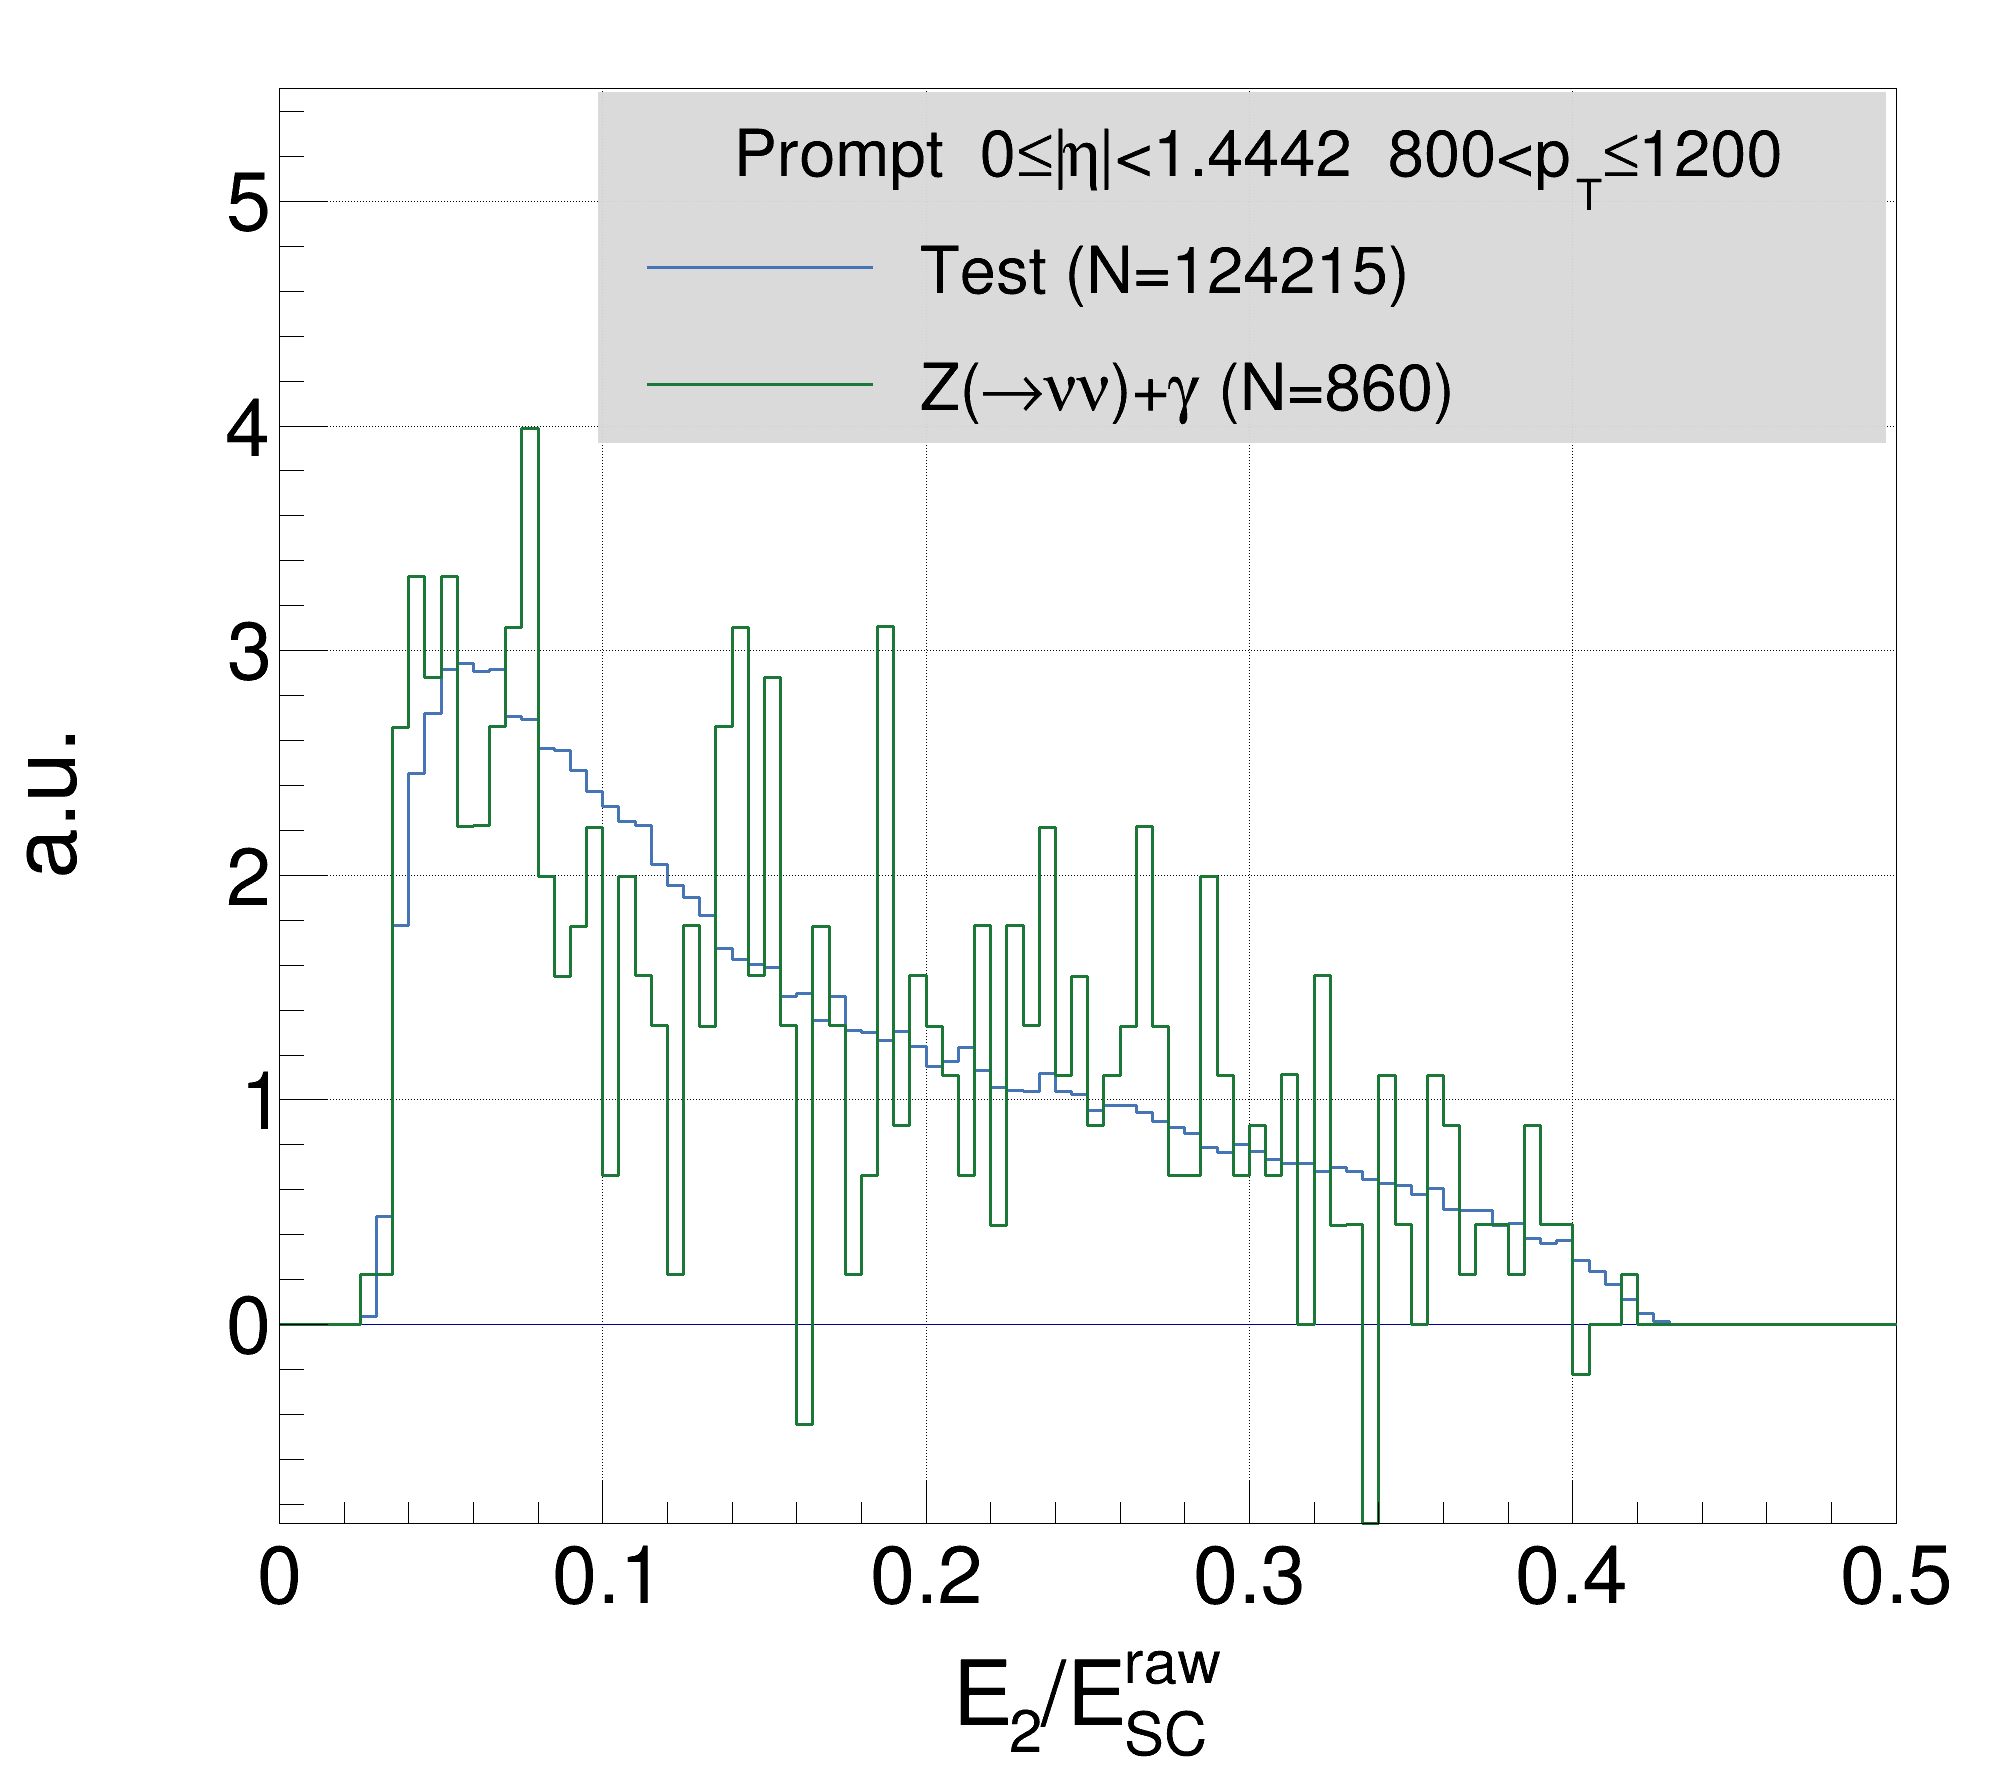 Prompt 0≤|η|<1.4442 800<p_T≤1200
Test (N=124215)
Z(→νν)+γ (N=860)
5
4
3
2
1
0
a.u.
0 0.1 0.2 0.3 0.4 0.5
E_2/E_SC^raw